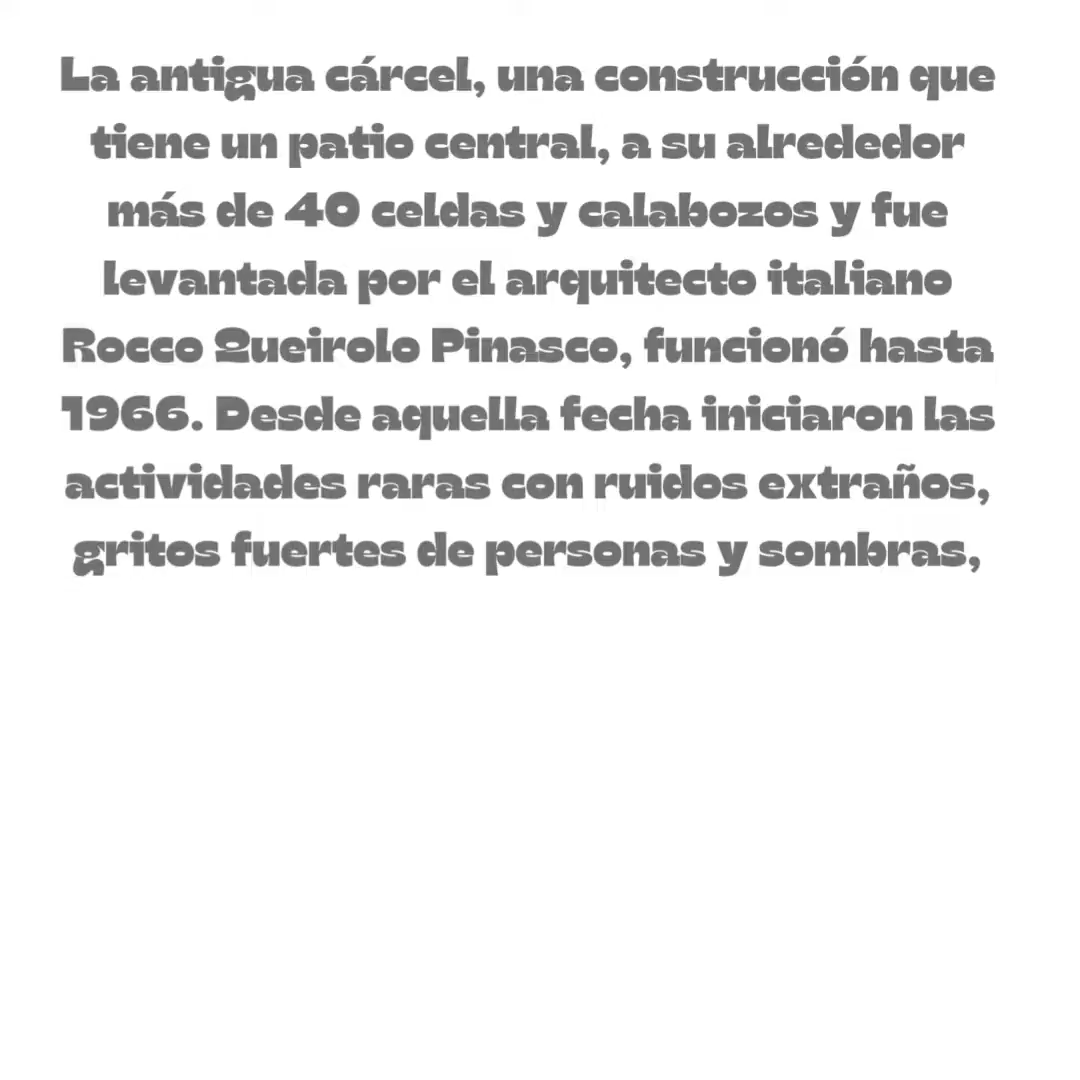 La antigua cárcel, una construcción que
tiene un patio central, a su alrededor
más de 40 celdas y calabozos y fue
levantada por el arquitecto italiano
Rocco Queirolo Pinasco, funcionó hasta
1966. Desde aquella fecha iniciaron las
actividades raras con ruidos extraños,
gritos fuertes de personas y sombras,